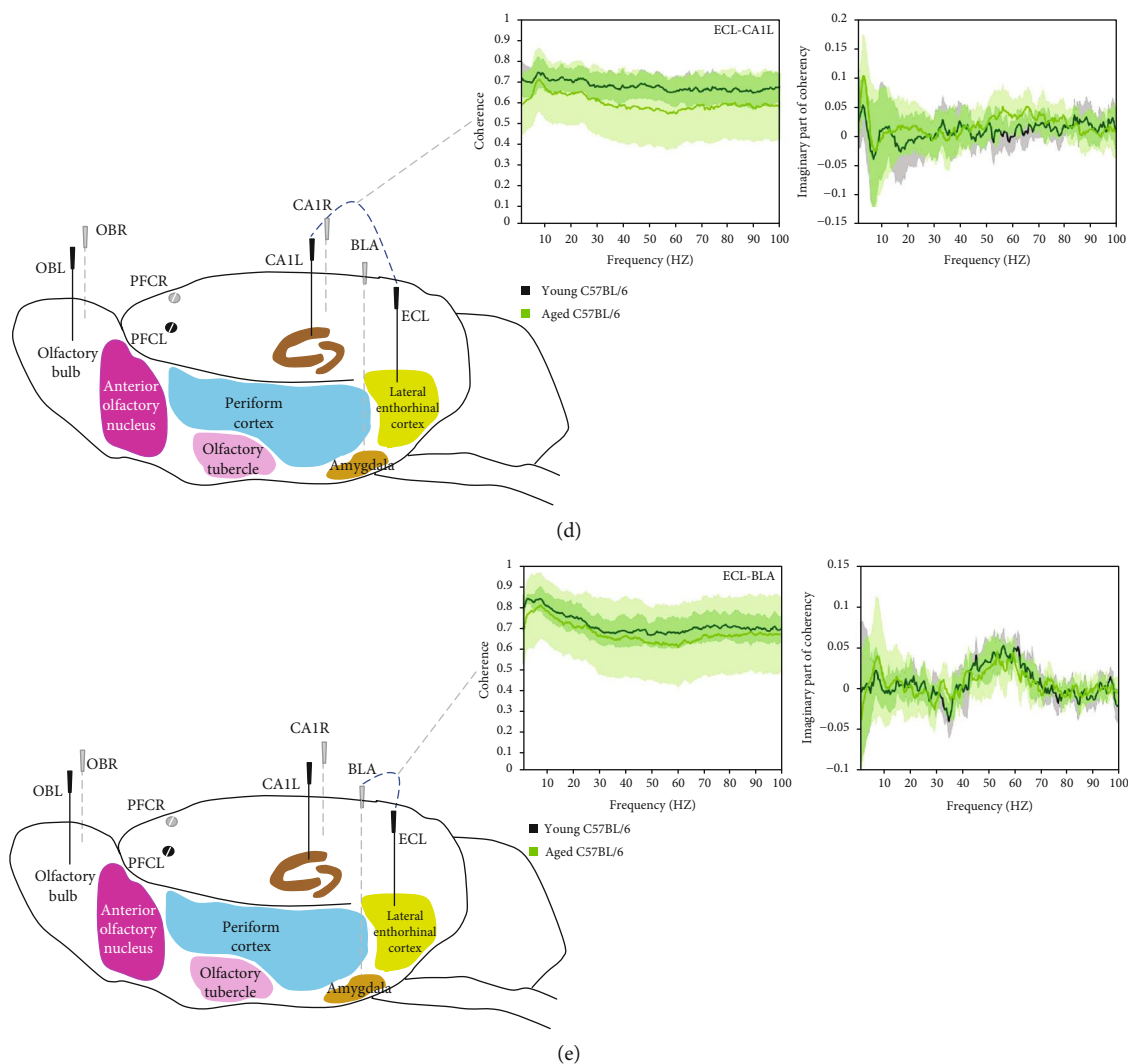 ECL-CA1L
Coherence
1
0.9
0.8
0.7
0.6
0.5
0.4
0.3
0.2
0.1
0
10 20 30 40 50 60 70 80 90 100
Frequency (HZ)
Imaginary part of coherency
0.2
0.15
0.1
0.05
0
−0.05
−0.1
−0.15
10 20 30 40 50 60 70 80 90 100
Frequency (HZ)
Young C57BL/6
Aged C57BL/6
OBR
OBL
PFCR
PFCL
CA1R
CA1L
BLA
ECL
Olfactory
bulb
Anterior
olfactory
nucleus
Periform
cortex
Olfactory
tubercle
Lateral
enthorhinal
cortex
Amygdala
(d)
ECL-BLA
Coherence
1
0.9
0.8
0.7
0.6
0.5
0.4
0.3
0.2
0.1
0
10 20 30 40 50 60 70 80 90 100
Frequency (HZ)
Imaginary part of coherency
0.15
0.1
0.05
0
−0.05
−0.1
10 20 30 40 50 60 70 80 90 100
Frequency (HZ)
Young C57BL/6
Aged C57BL/6
OBR
OBL
PFCR
PFCL
CA1R
CA1L
BLA
ECL
Olfactory
bulb
Anterior
olfactory
nucleus
Periform
cortex
Olfactory
tubercle
Lateral
enthorhinal
cortex
Amygdala
(e)